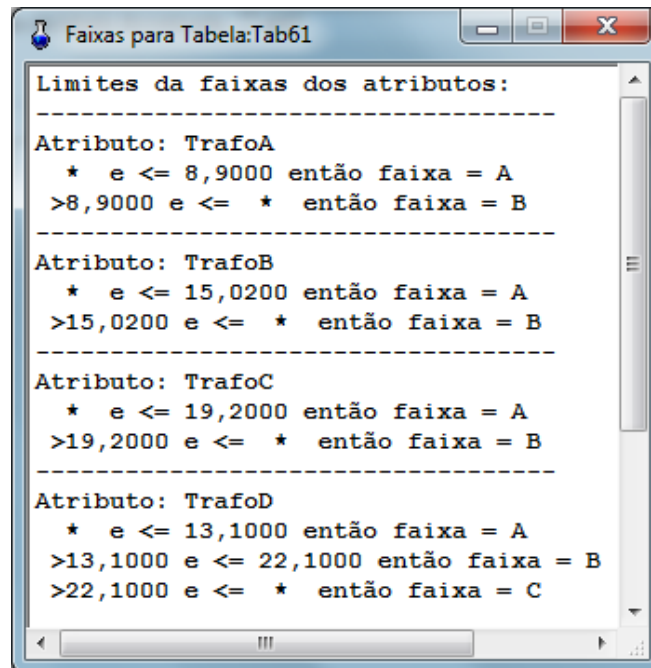 Faixas para Tabela:Tab61
Limites da faixas dos atributos:
-----------------------------------
Atributo: TrafoA
* e <= 8,9000 então faixa = A
>8,9000 e <= * então faixa = B
-----------------------------------
Atributo: TrafoB
* e <= 15,0200 então faixa = A
>15,0200 e <= * então faixa = B
-----------------------------------
Atributo: TrafoC
* e <= 19,2000 então faixa = A
>19,2000 e <= * então faixa = B
-----------------------------------
Atributo: TrafoD
* e <= 13,1000 então faixa = A
>13,1000 e <= 22,1000 então faixa = B
>22,1000 e <= * então faixa = C